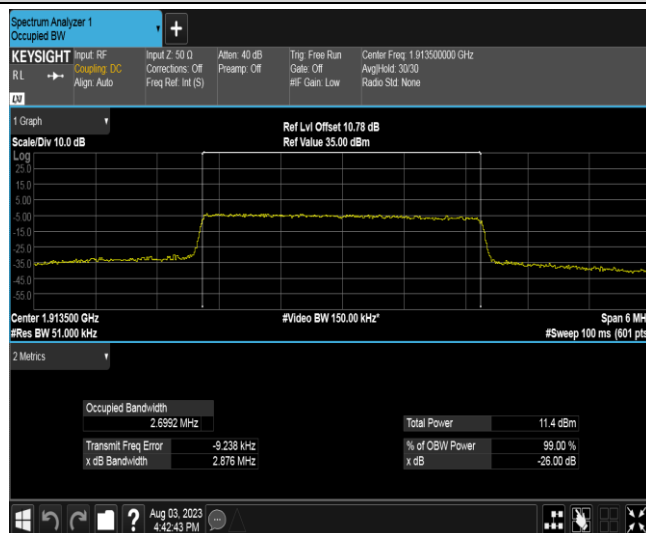 Spectrum Analyzer 1
Occupied BW
KEYSIGHT
RL
LXI
Input: RF
Coupling: DC
Align: Auto
Input Z: 50 Ω
Corrections: Off
Freq Ref: Int (S)
Atten: 40 dB
Preamp: Off
Trig: Free Run
Gate: Off
#IF Gain: Low
Center Freq: 1.913500000 GHz
Avg|Hold: 30/30
Radio Std: None
1 Graph
Scale/Div 10.0 dB
Ref Lvl Offset 10.78 dB
Ref Value 35.00 dBm
Log
25.0
15.0
5.00
-5.00
-15.0
-25.0
-35.0
-45.0
-55.0
Center 1.913500 GHz
#Res BW 51.000 kHz
#Video BW 150.00 kHz*
Span 6 MH
#Sweep 100 ms (601 pts
2 Metrics
Occupied Bandwidth
2.6992 MHz
Transmit Freq Error -9.238 kHz
x dB Bandwidth 2.876 MHz
Total Power 11.4 dBm
% of OBW Power 99.00 %
x dB -26.00 dB
?
Aug 03, 2023
4:42:43 PM